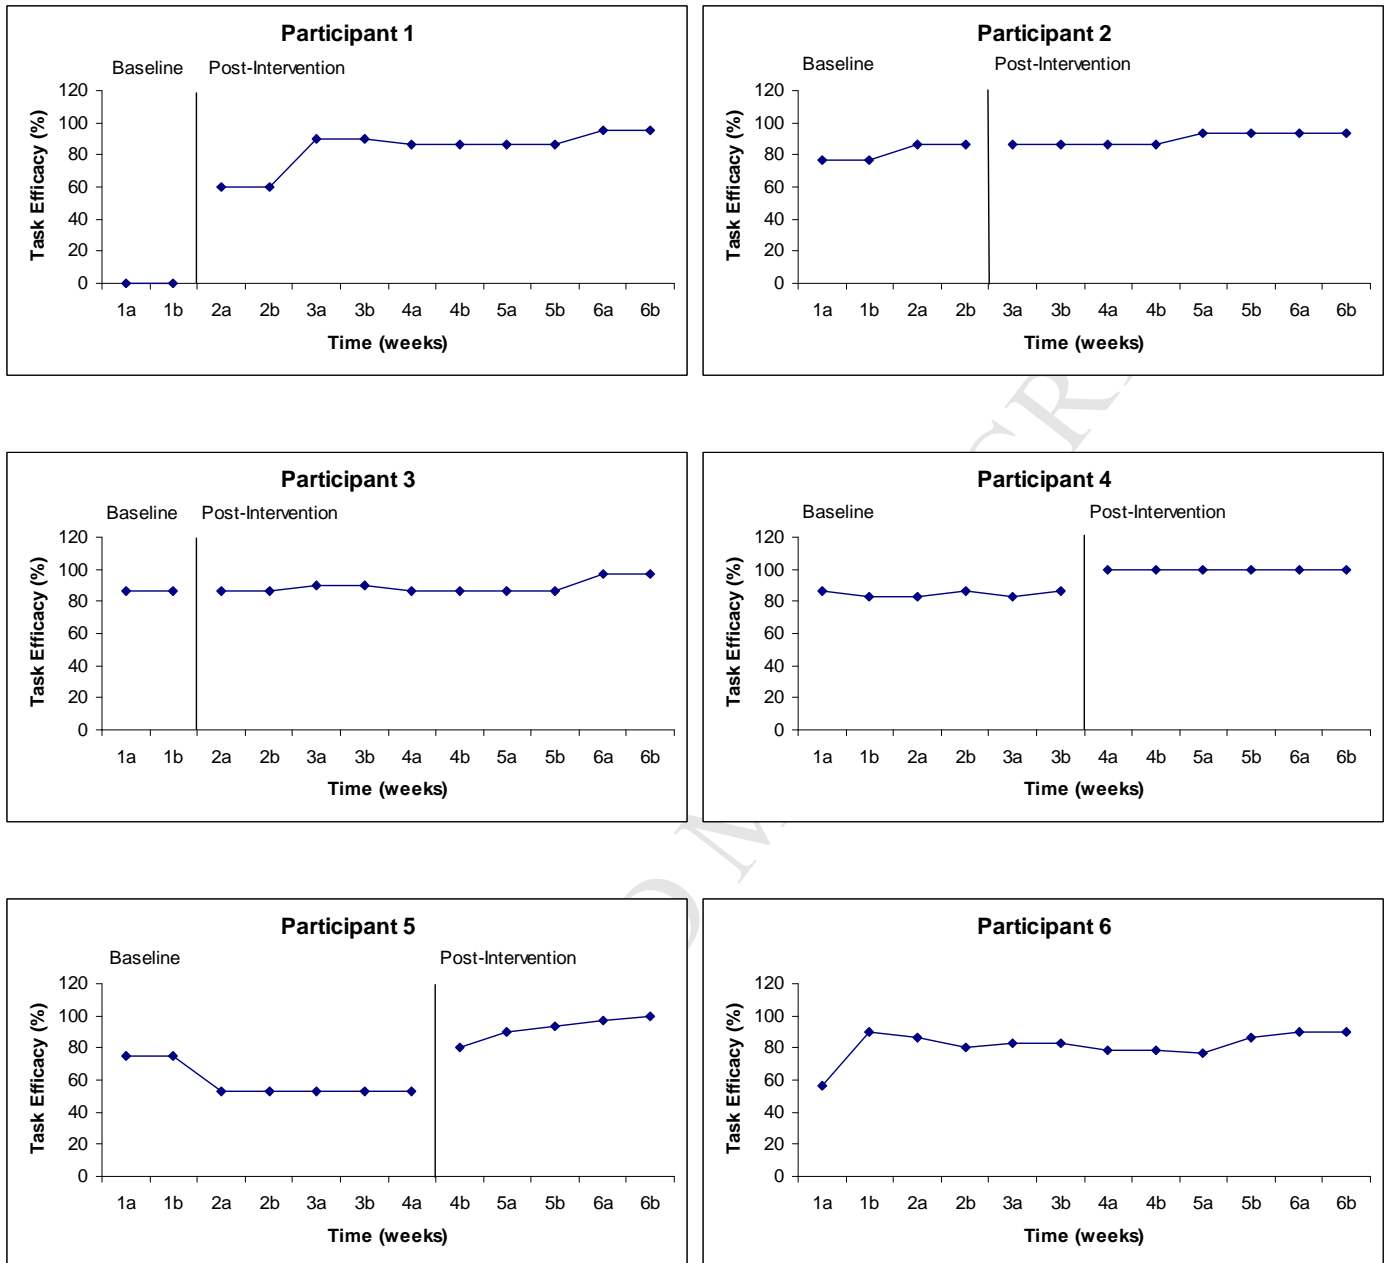 Participant 1
Baseline Post-Intervention
Task Efficacy (%)
120
100
80
60
40
20
0
1a 1b 2a 2b 3a 3b 4a 4b 5a 5b 6a 6b
Time (weeks)
Participant 2
Baseline Post-Intervention
Task Efficacy (%)
120
100
80
60
40
20
0
1a 1b 2a 2b 3a 3b 4a 4b 5a 5b 6a 6b
Time (weeks)
Participant 3
Baseline Post-Intervention
Task Efficacy (%)
120
100
80
60
40
20
0
1a 1b 2a 2b 3a 3b 4a 4b 5a 5b 6a 6b
Time (weeks)
Participant 4
Baseline Post-Intervention
Task Efficacy (%)
120
100
80
60
40
20
0
1a 1b 2a 2b 3a 3b 4a 4b 5a 5b 6a 6b
Time (weeks)
Participant 5
Baseline Post-Intervention
Task Efficacy (%)
120
100
80
60
40
20
0
1a 1b 2a 2b 3a 3b 4a 4b 5a 5b 6a 6b
Time (weeks)
Participant 6
Task Efficacy (%)
120
100
80
60
40
20
0
1a 1b 2a 2b 3a 3b 4a 4b 5a 5b 6a 6b
Time (weeks)